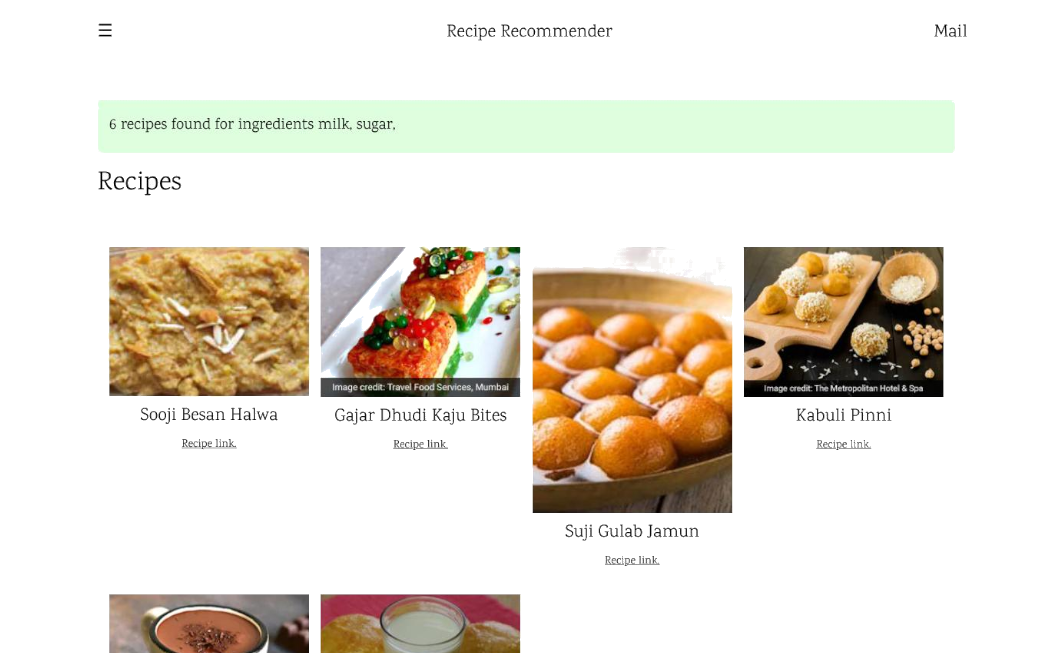 ☰ Recipe Recommender Mail
6 recipes found for ingredients milk, sugar,
Recipes
Image credit: Travel Food Services, Mumbai
Image credit: The Metropolitan Hotel & Spa
Sooji Besan Halwa
Recipe link.
Gajar Dhudi Kaju Bites
Recipe link.
Kabuli Pinni
Recipe link.
Suji Gulab Jamun
Recipe link.